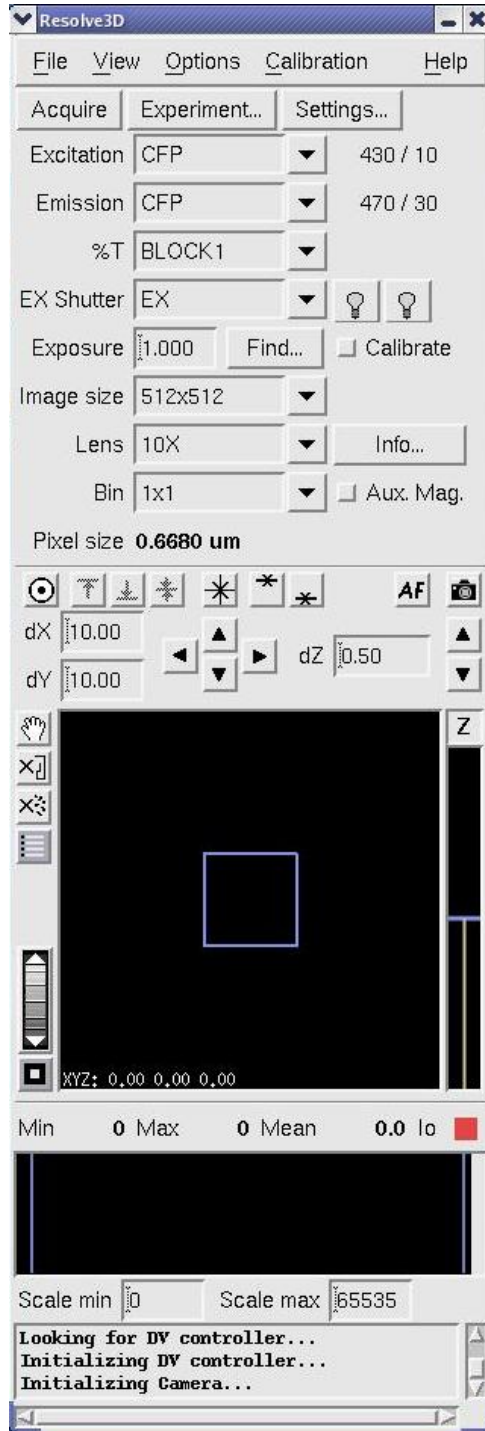 Resolve3D
File View Options Calibration Help
Acquire Experiment... Settings...
Excitation CFP 430 / 10
Emission CFP 470 / 30
%T BLOCK1
EX Shutter EX
Exposure 1.000 Find... Calibrate
Image size 512x512
Lens 10X Info...
Bin 1x1 Aux. Mag.
Pixel size 0.6680 um
AF
dX 10.00
dZ 0.50
dY 10.00
Z
XYZ: 0.00 0.00 0.00
Min 0 Max 0 Mean 0.0 Io
Scale min 0 Scale max 65535
Looking for DV controller...
Initializing DV controller...
Initializing Camera...